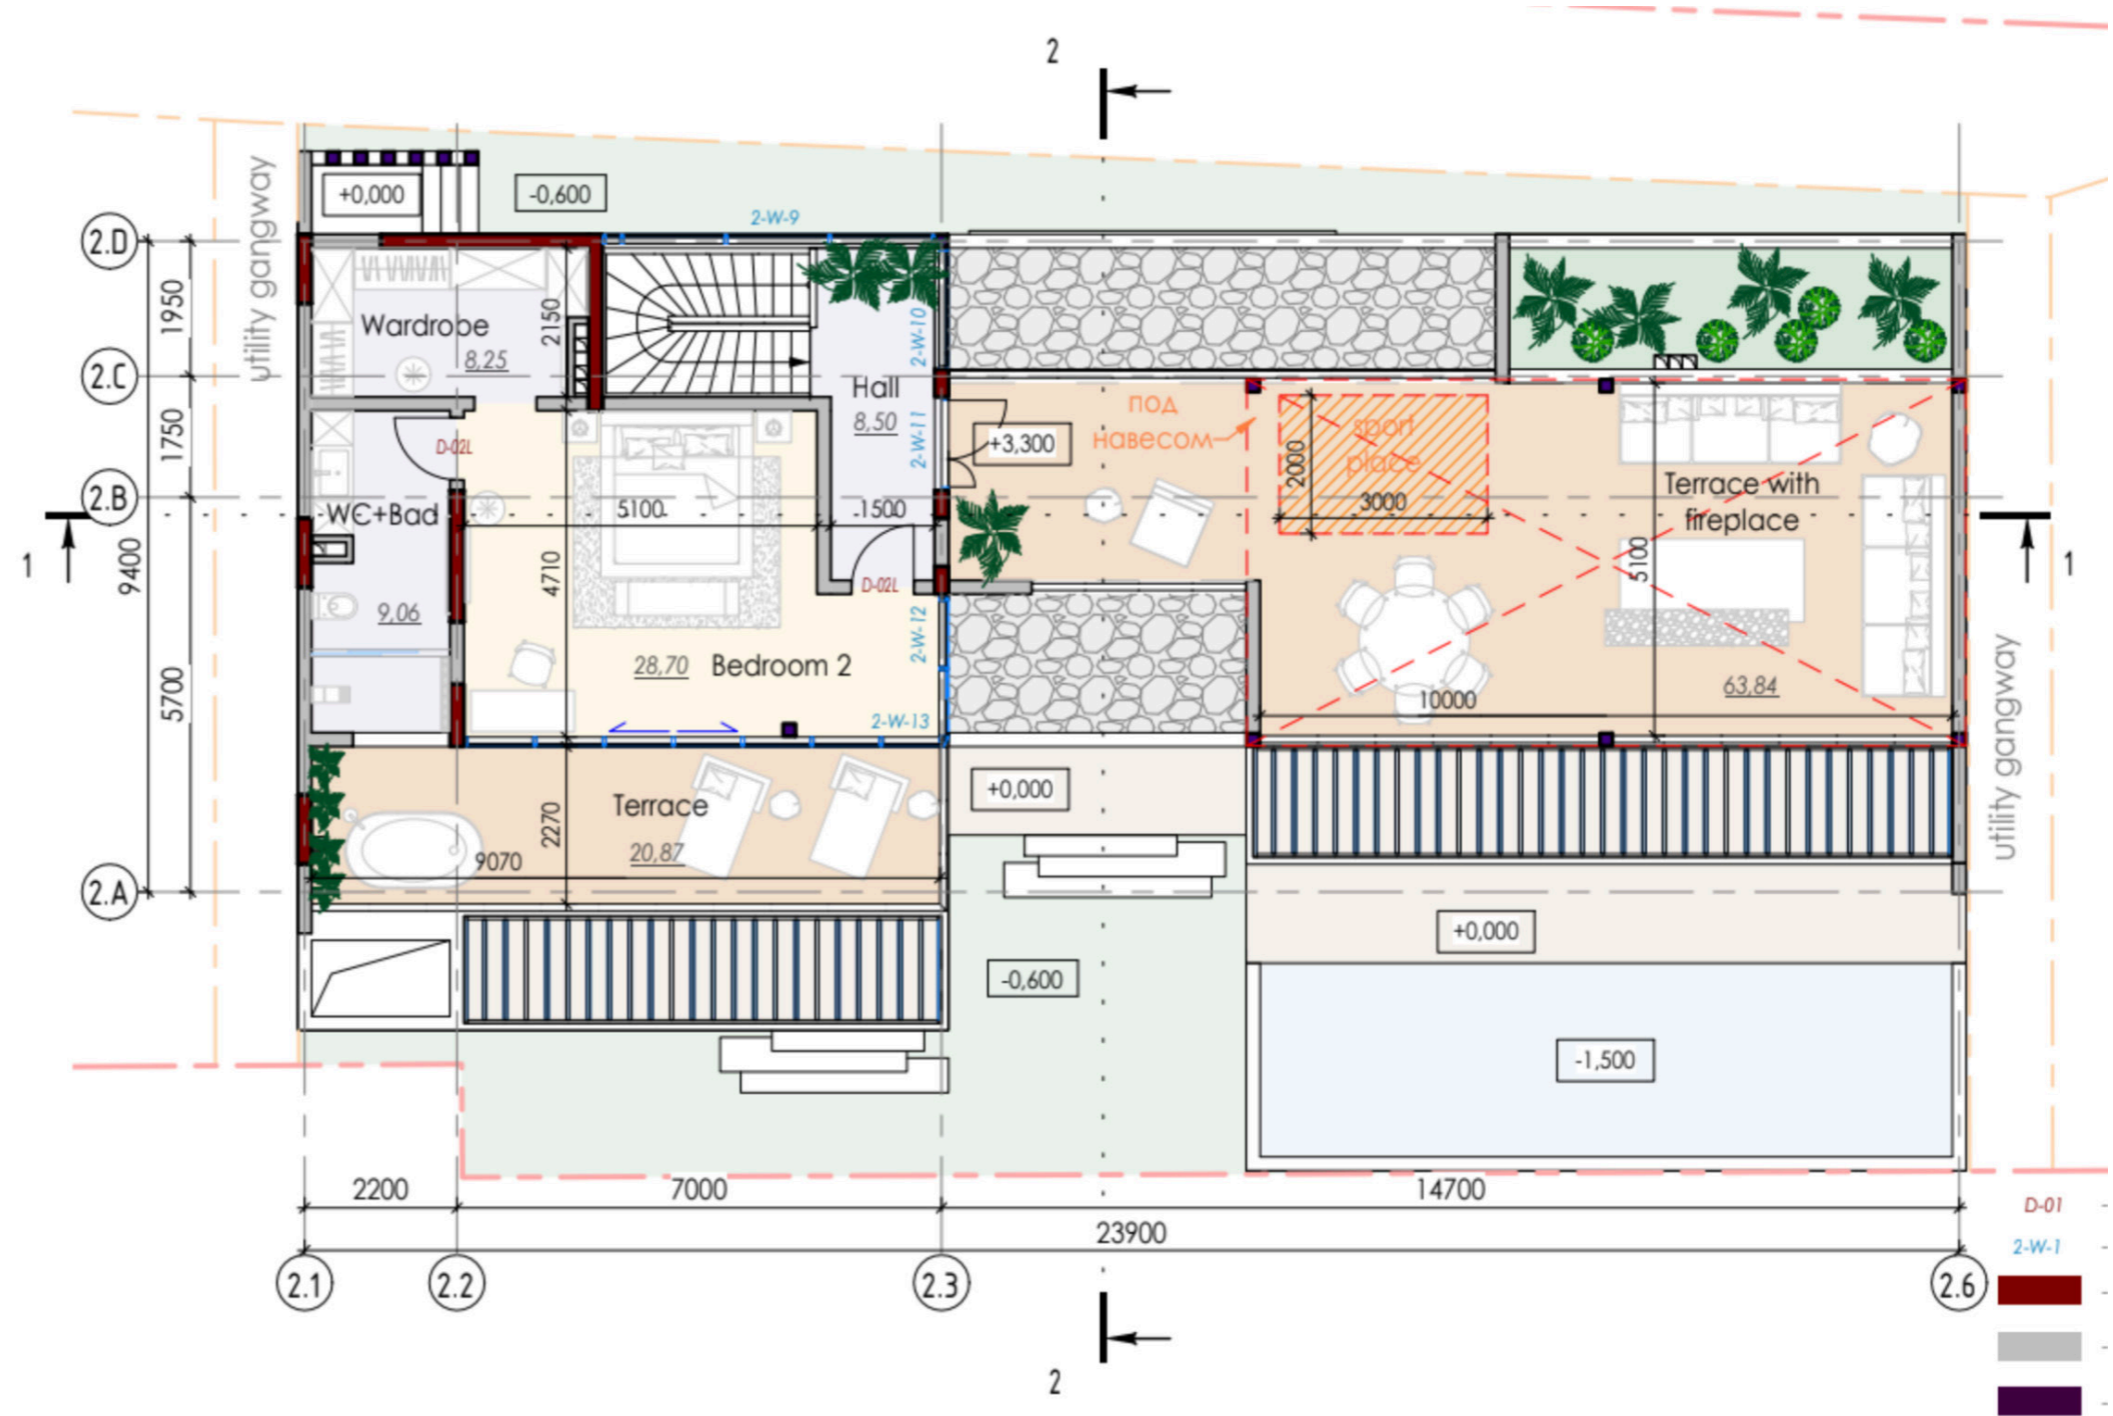 2
utility gangway
+0,000
-0,600
2-W-9
2.D
1950
Wardrobe
8,25
2150
2-W-10
2.C
Hall
8,50
1750
D-02L
2-W-11
+3,300
под
навесом
sport
place
2000
3000
Terrace with
fireplace
2.B
WC+Bad
5100
1500
1
1
9400
4710
9,06
D-02L
5100
2-W-12
28,70
Bedroom 2
63,84
10000
5700
2-W-13
utility gangway
+0,000
Terrace
20,87
2270
9070
2.A
+0,000
-0,600
-1,500
2200
7000
14700
D-01
23900
2-W-1
2.1
2.2
2.3
2.6
2